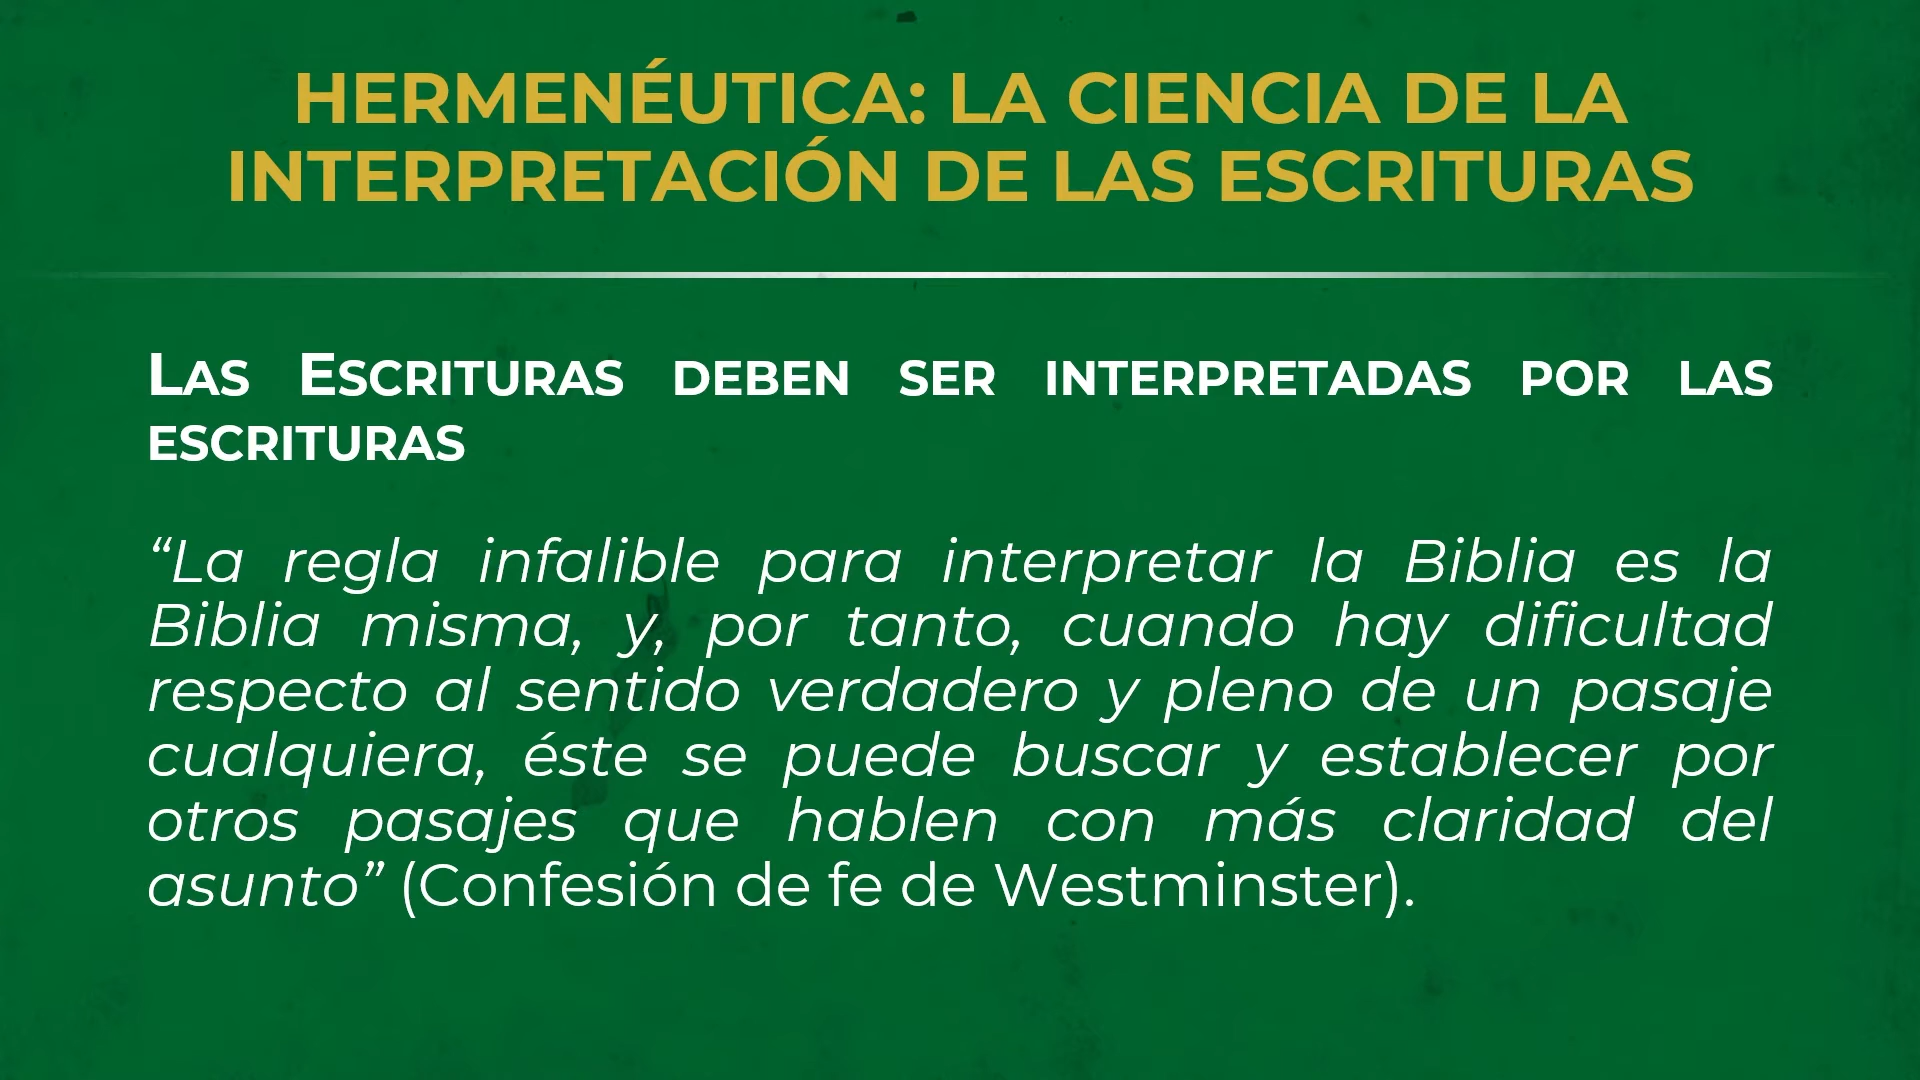 HERMENÉUTICA: LA CIENCIA DE LA
INTERPRETACIÓN DE LAS ESCRITURAS
LAS ESCRITURAS DEBEN SER INTERPRETADAS POR LAS
ESCRITURAS
“La regla infalible para interpretar la Biblia es la
Biblia misma, y, por tanto, cuando hay dificultad
respecto al sentido verdadero y pleno de un pasaje
cualquiera, éste se puede buscar y establecer por
otros pasajes que hablen con más claridad del
asunto” (Confesión de fe de Westminster).